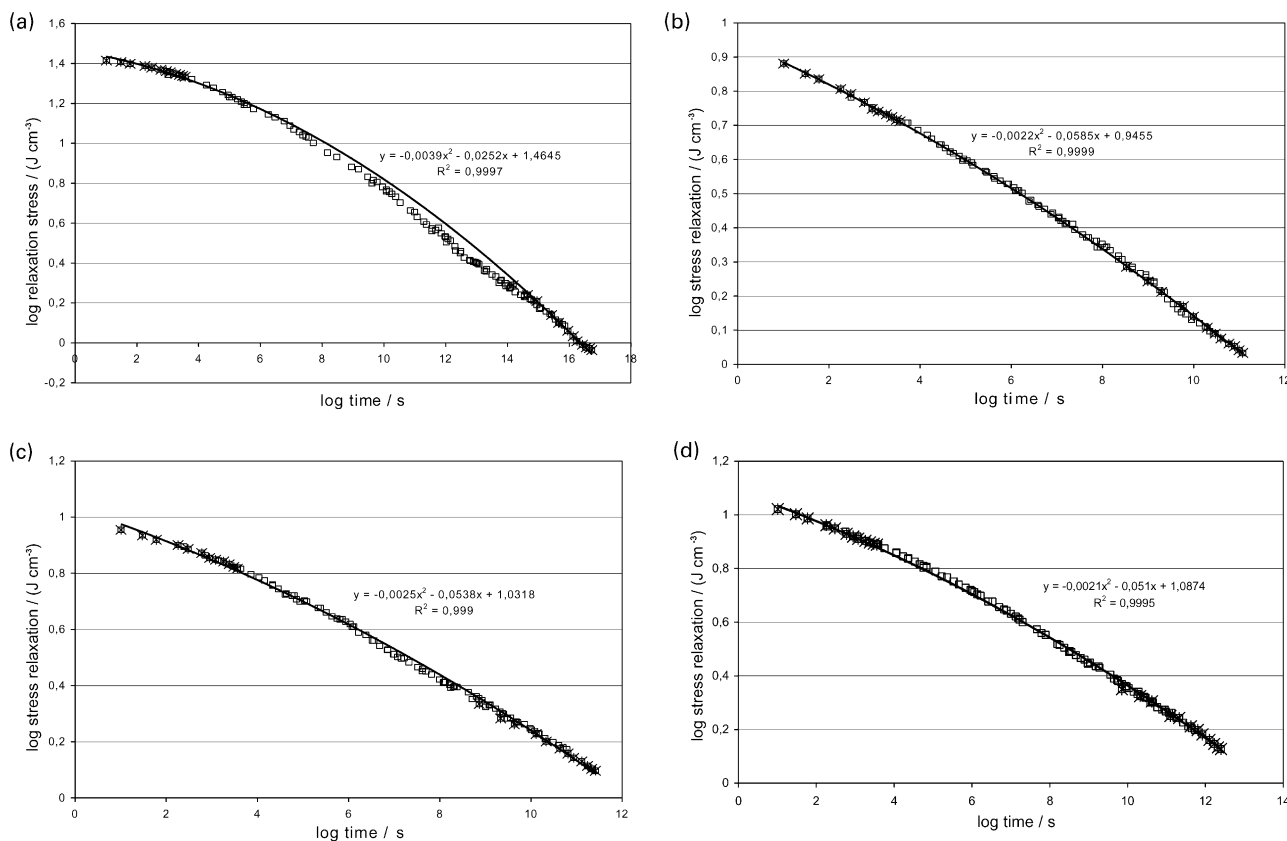 (a)
1,6
1,4
1,2
1
0,8
0,6
0,4
0,2
0
-0,2
0 2 4 6 8 10 12 14 16 18
log relaxation stress / (J cm⁻³)
log time / s
y = -0,0039x² - 0,0252x + 1,4645
R² = 0,9997
(b)
1
0,9
0,8
0,7
0,6
0,5
0,4
0,3
0,2
0,1
0
0 2 4 6 8 10 12
log stress relaxation / (J cm⁻³)
log time / s
y = -0,0022x² - 0,0585x + 0,9455
R² = 0,9999
(c)
1,2
1
0,8
0,6
0,4
0,2
0
0 2 4 6 8 10 12
log stress relaxation / (J cm⁻³)
log time / s
y = -0,0025x² - 0,0538x + 1,0318
R² = 0,999
(d)
1,2
1
0,8
0,6
0,4
0,2
0
0 2 4 6 8 10 12 14
log stress relaxation / (J cm⁻³)
log time / s
y = -0,0021x² - 0,051x + 1,0874
R² = 0,9995